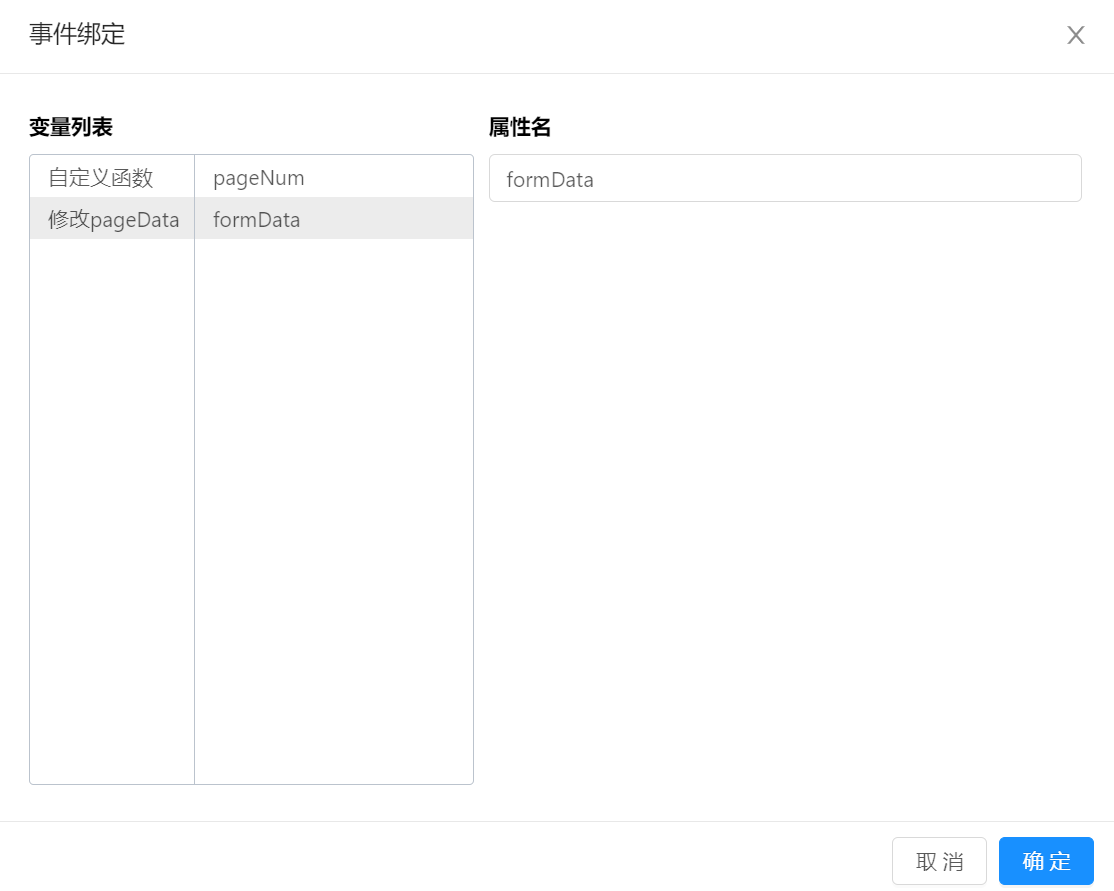 事件绑定
变量列表
属性名
自定义函数
pageNum
formData
修改pageData
formData
取 消
确 定